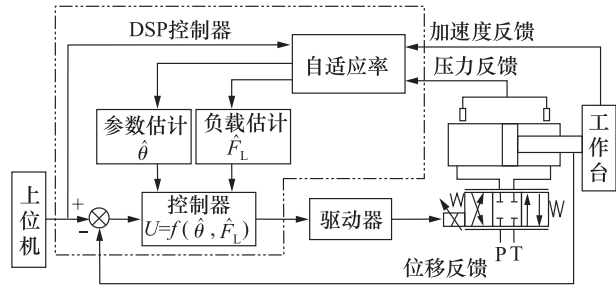 DSP控制器
加速度反馈
自适应率
压力反馈
参数估计
θ̂
负载估计
F̂L
工作台
上位机
+
-
控制器
U=f(θ̂,F̂L)
驱动器
P T
位移反馈